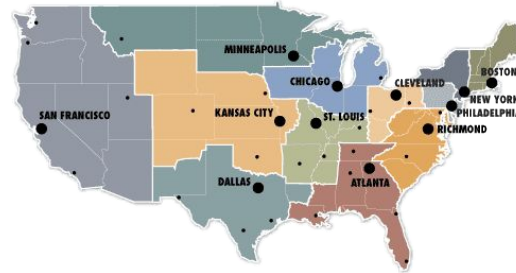 MINNEAPOLIS
BOSTON
CHICAGO
CLEVELAND
NEW YORK
PHILADELPHIA
SAN FRANCISCO
KANSAS CITY
ST. LOUIS
RICHMOND
DALLAS
ATLANTA